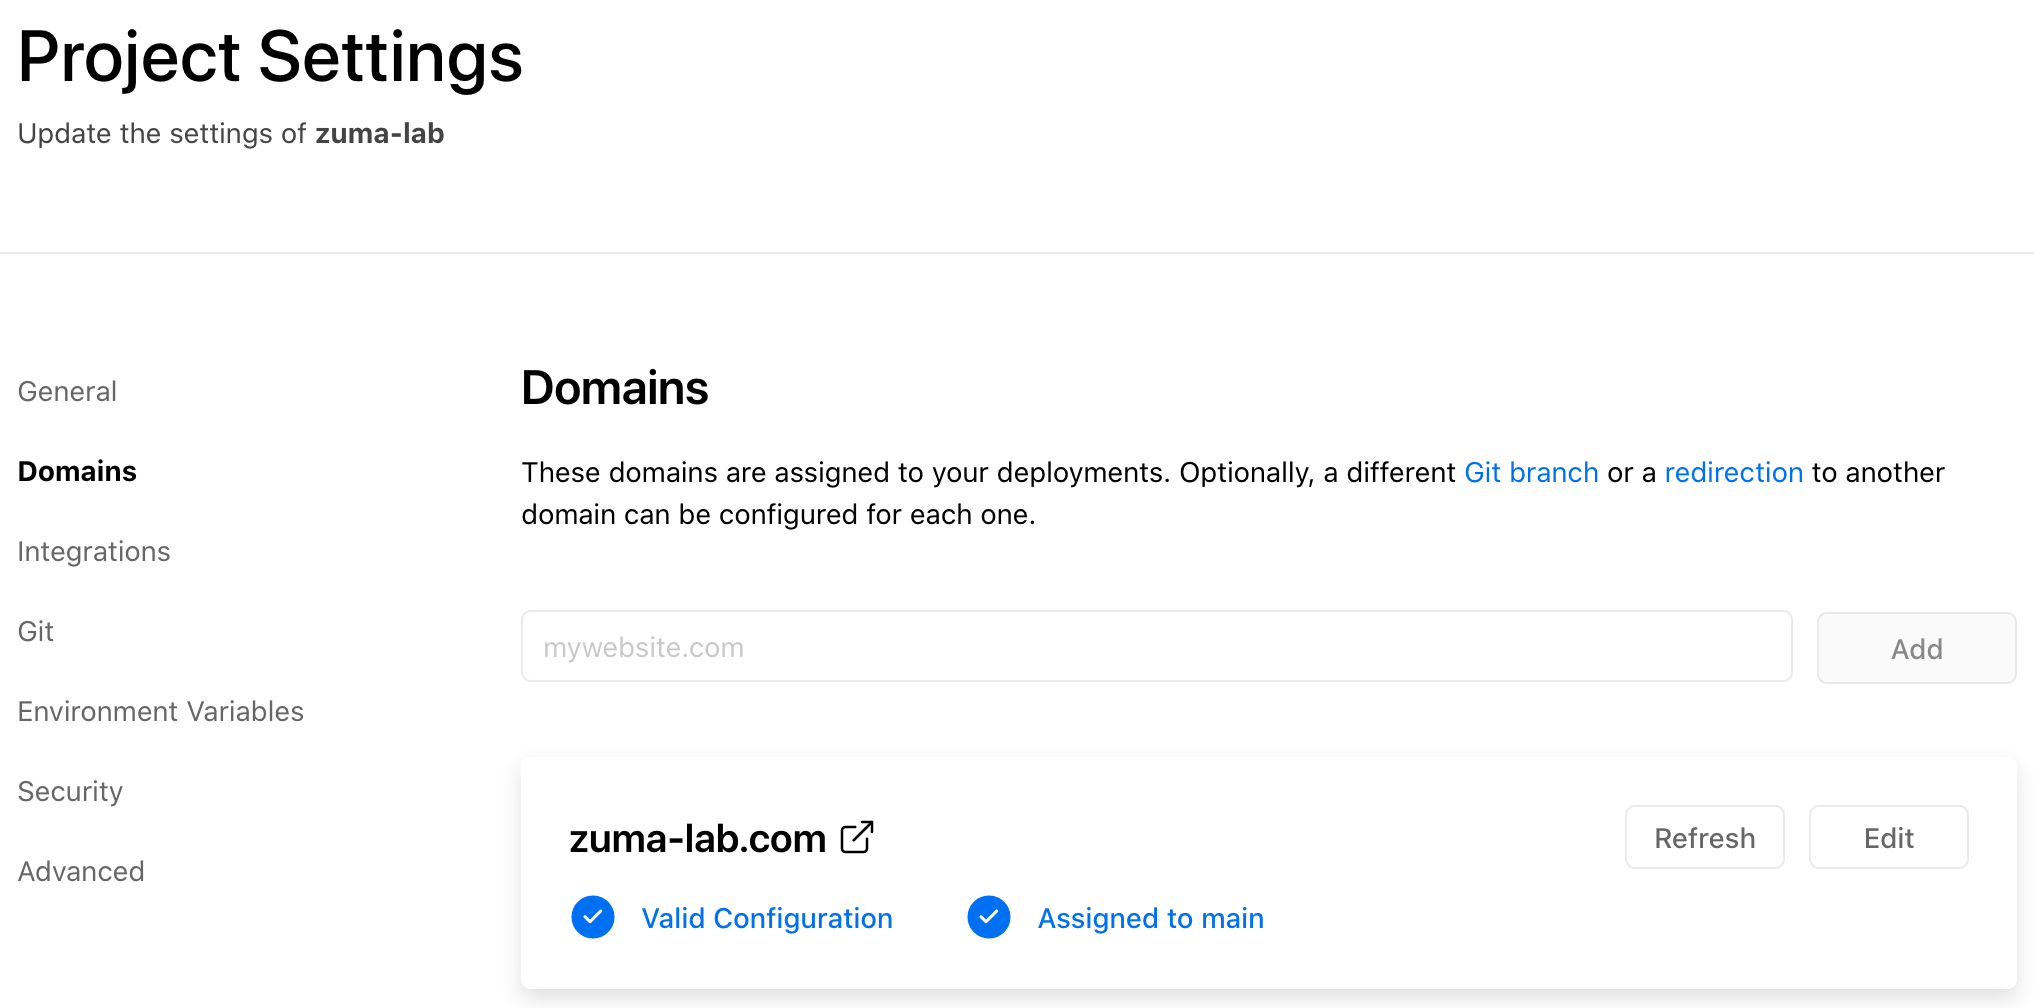 Project Settings
Update the settings of zuma-lab
General
Domains
Integrations
Git
Environment Variables
Security
Advanced
Domains
These domains are assigned to your deployments. Optionally, a different Git branch or a redirection to another
domain can be configured for each one.
mywebsite.com
Add
zuma-lab.com
Refresh
Edit
Valid Configuration
Assigned to main